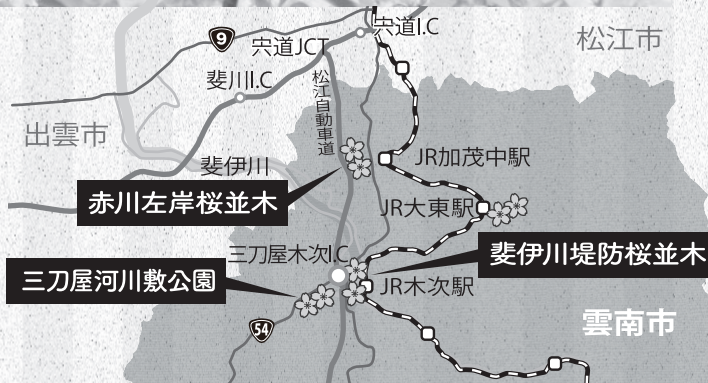 9
宍道JCT
宍道I.C
松江市
斐川I.C
松江自動車道
出雲市
斐伊川
JR加茂中駅
赤川左岸桜並木
JR大東駅
三刀屋木次I.C
斐伊川堤防桜並木
三刀屋河川敷公園
JR木次駅
54
雲南市